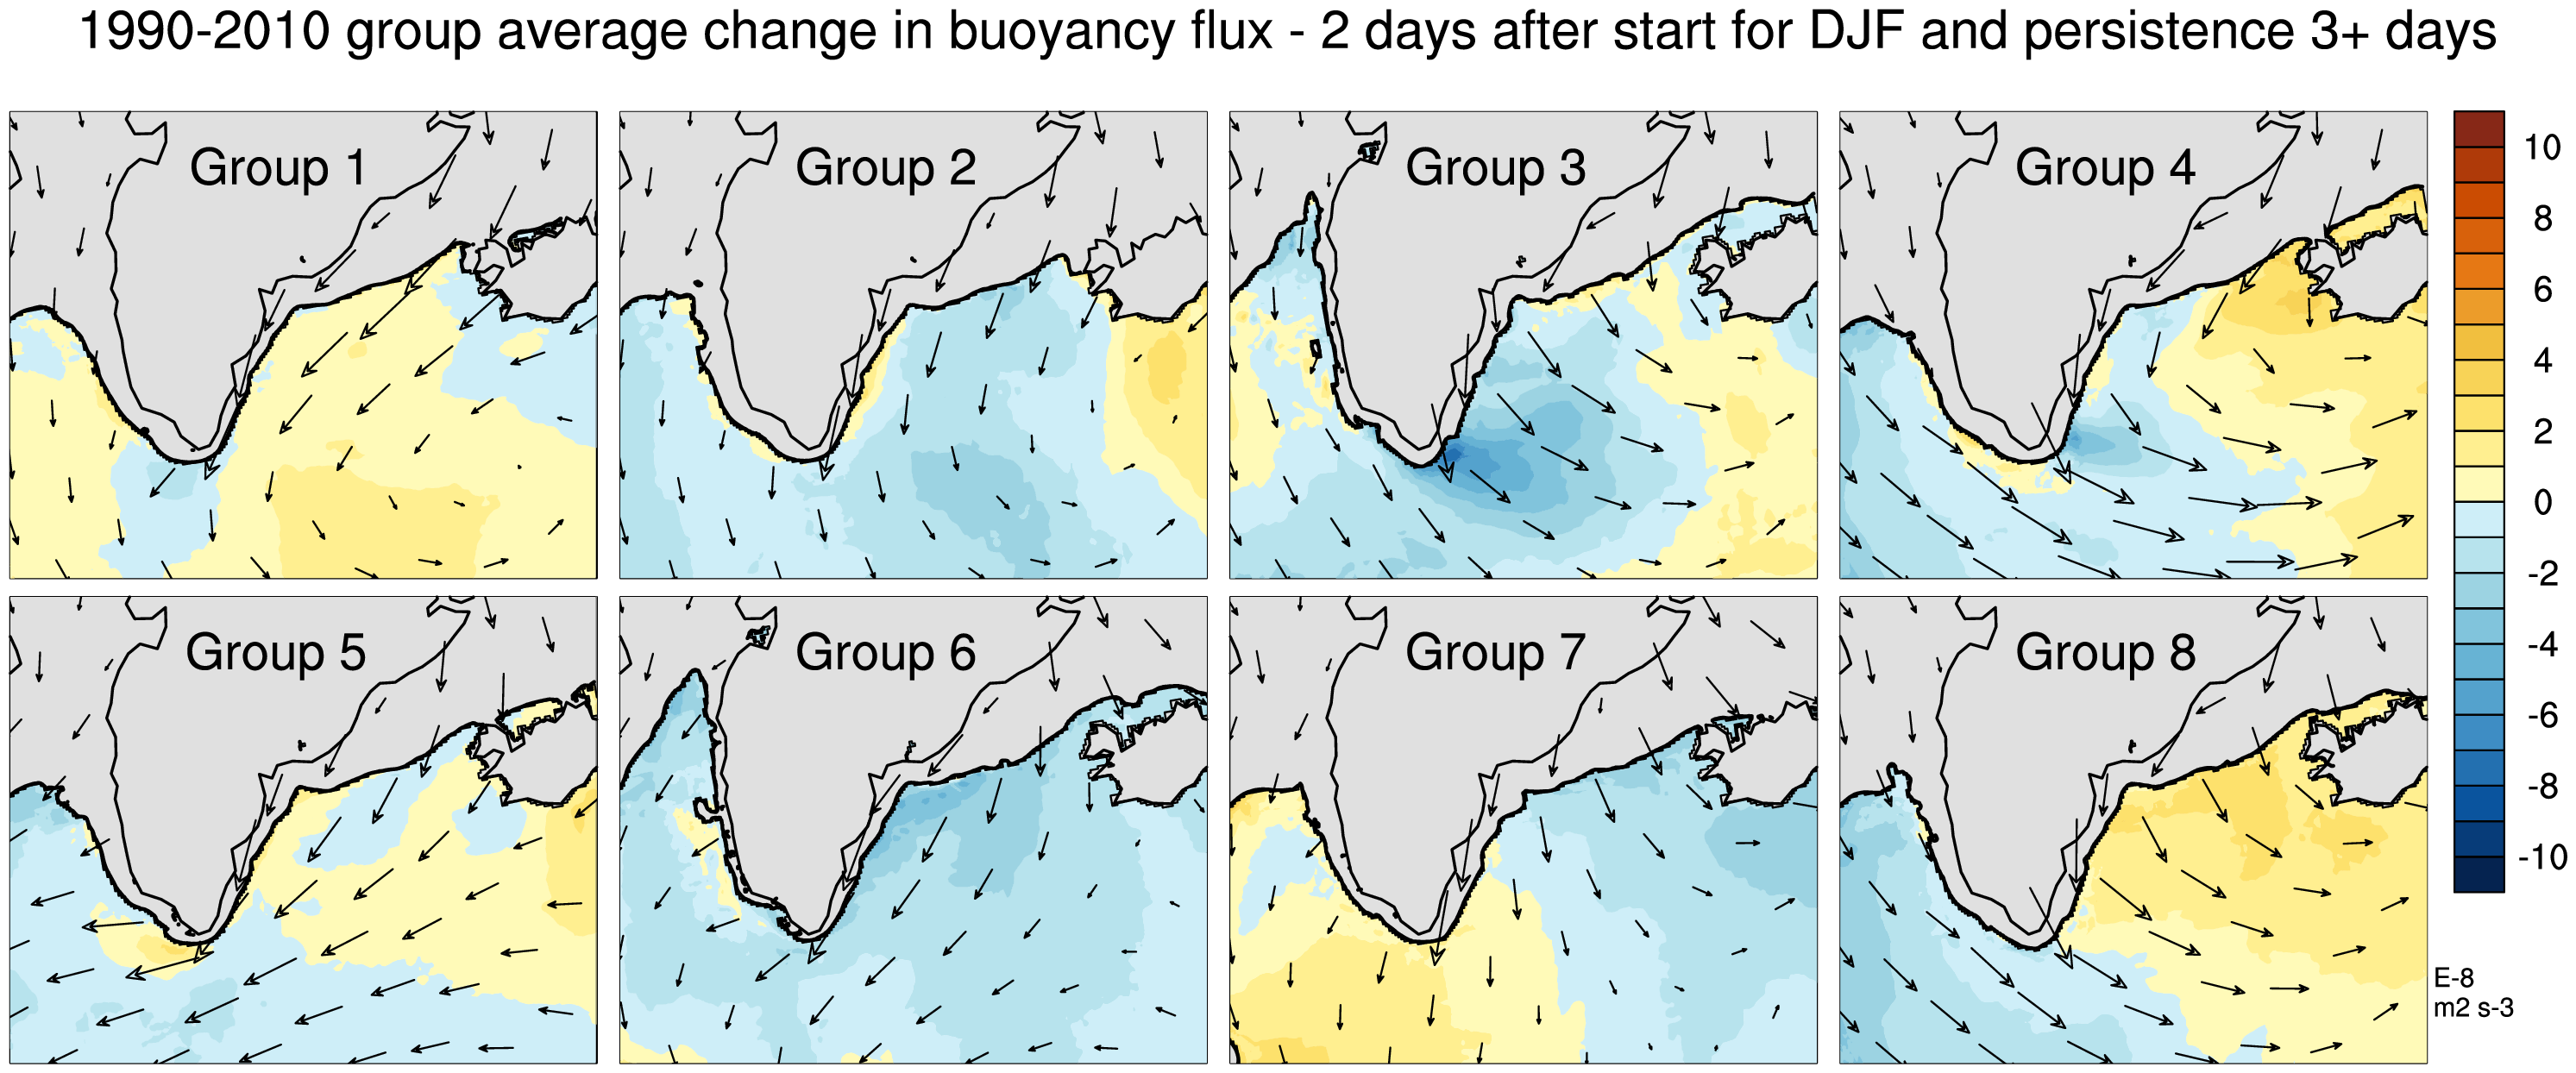 1990-2010 group average change in buoyancy flux - 2 days after start for DJF and persistence 3+ days
Group 1
Group 2
Group 3
Group 4
Group 5
Group 6
Group 7
Group 8
10
8
6
4
2
0
-2
-4
-6
-8
-10
E-8
m2 s-3